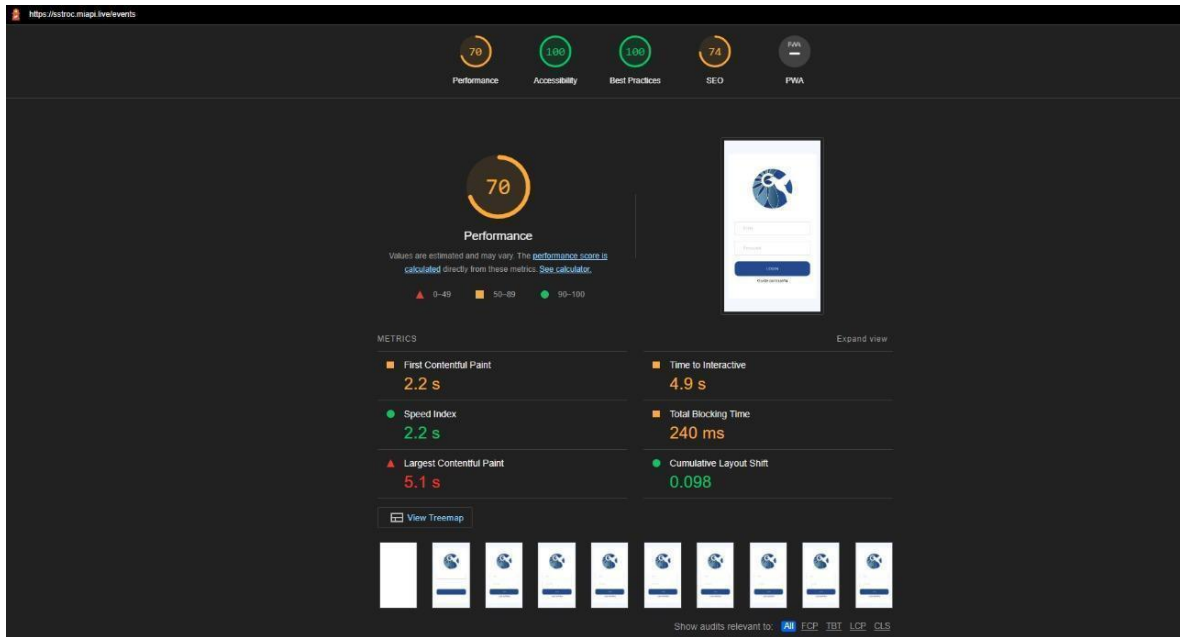 https://sstroc.miapi.live/events
70
100
100
74
PWA
Performance
Accessibility
Best Practices
SEO
PWA
70
Performance
Values are estimated and may vary. The performance score is
calculated directly from these metrics. See calculator.
0–49
50–89
90–100
LOGIN
METRICS
Expand view
First Contentful Paint
2.2 s
Time to Interactive
4.9 s
Speed Index
2.2 s
Total Blocking Time
240 ms
Largest Contentful Paint
5.1 s
Cumulative Layout Shift
0.098
View Treemap
Show audits relevant to: All FCP TBT LCP CLS